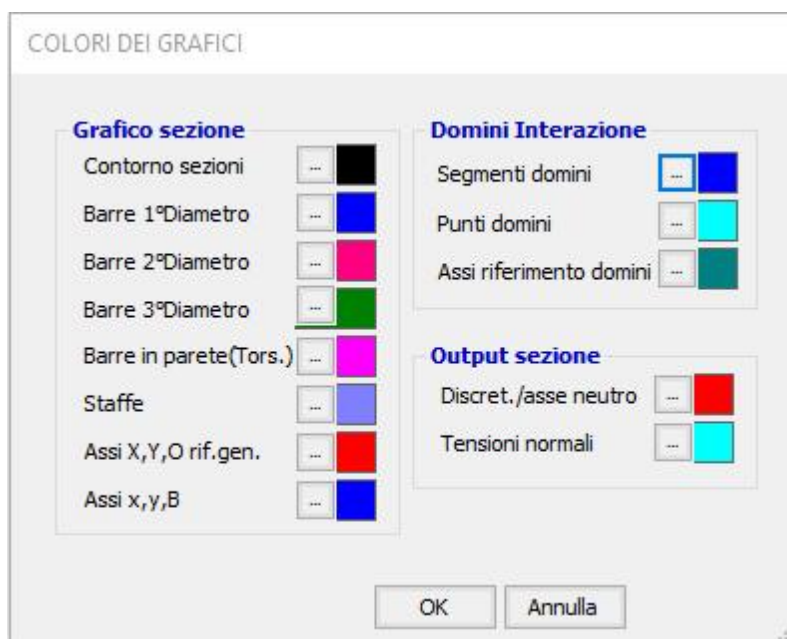 COLORI DEI GRAFICI
Grafico sezione
Contorno sezioni ...
Barre 1°Diametro ...
Barre 2°Diametro ...
Barre 3°Diametro ...
Barre in parete(Tors.) ...
Staffe ...
Assi X,Y,O rif.gen. ...
Assi x,y,B ...
Domini Interazione
Segmenti domini ...
Punti domini ...
Assi riferimento domini ...
Output sezione
Discret./asse neutro ...
Tensioni normali ...
OK Annulla